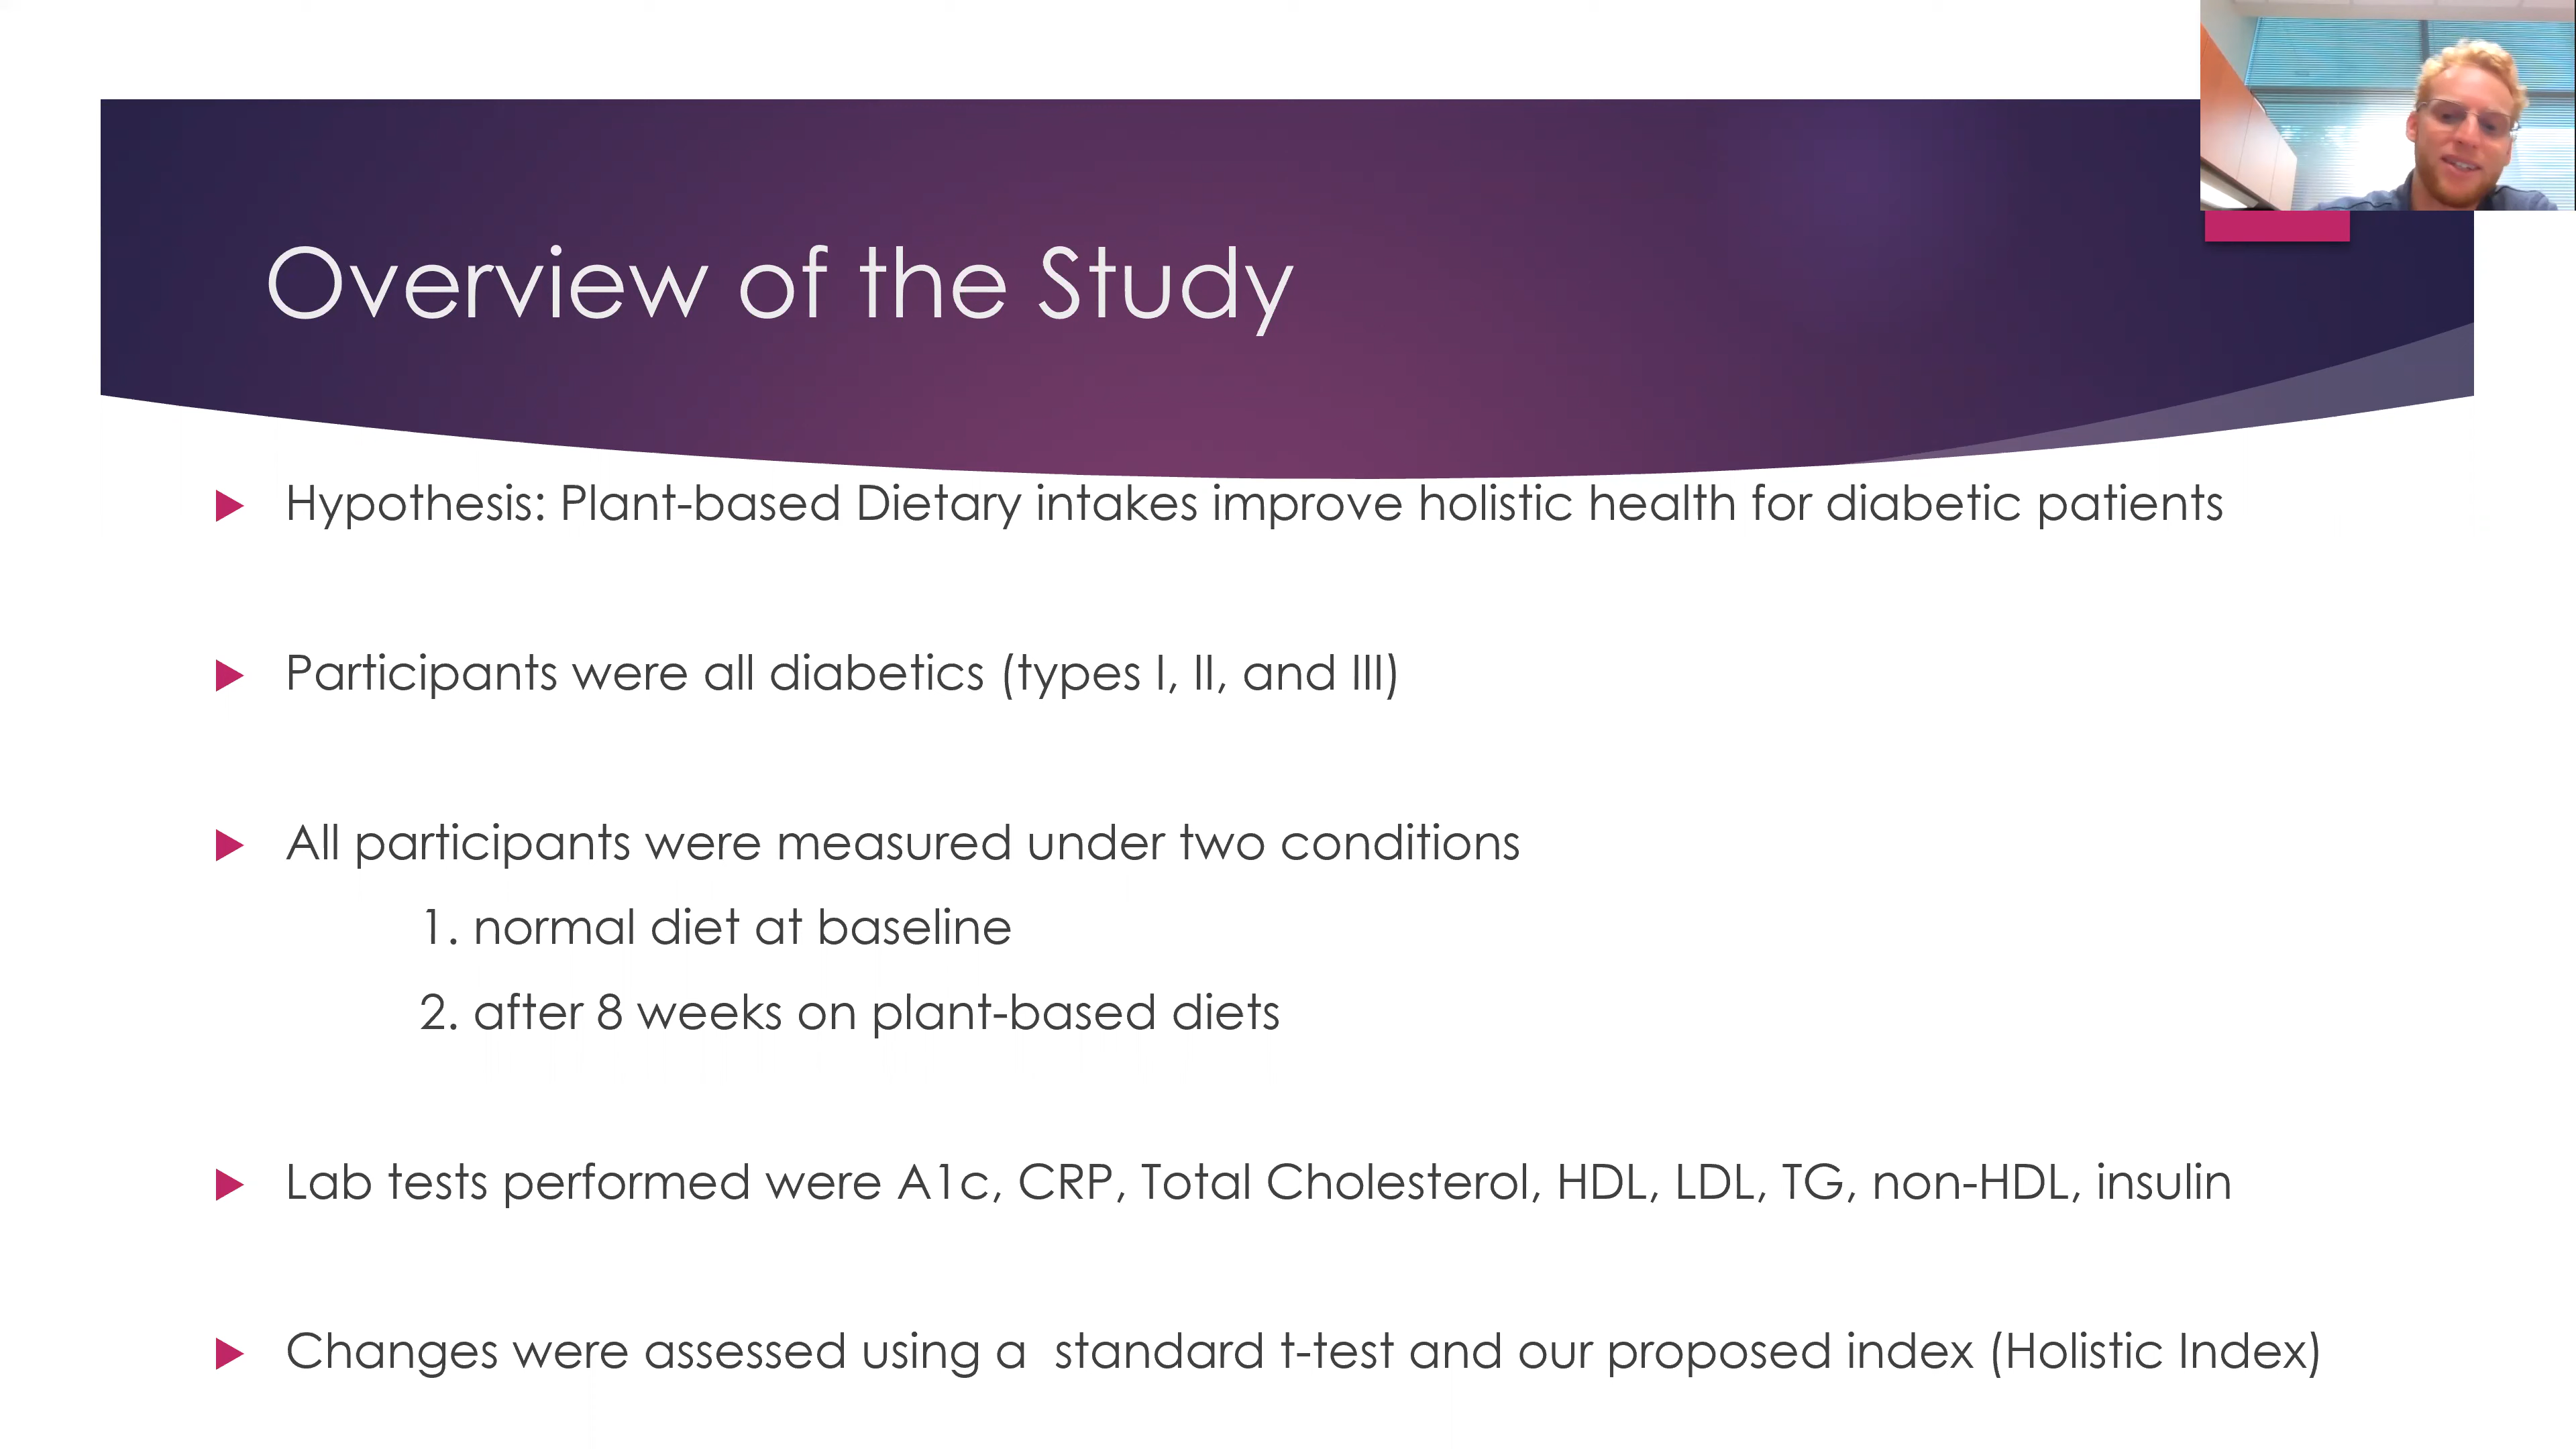 Overview of the Study
Hypothesis: Plant-based Dietary intakes improve holistic health for diabetic patients
Participants were all diabetics (types I, II, and III)
All participants were measured under two conditions
1. normal diet at baseline
2. after 8 weeks on plant-based diets
Lab tests performed were A1c, CRP, Total Cholesterol, HDL, LDL, TG, non-HDL, insulin
Changes were assessed using a  standard t-test and our proposed index (Holistic Index)